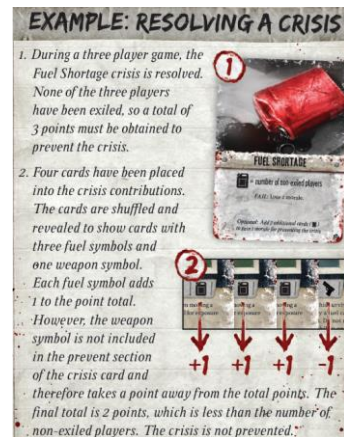 EXAMPLE: RESOLVING A CRISIS
1. During a three player game, the
Fuel Shortage crisis is resolved.
None of the three players
have been exiled, so a total of
3 points must be obtained to
prevent the crisis.
1
FUEL SHORTAGE
= number of non-exiled players
FAIL: Lose 2 morale.
2. Four cards have been placed
into the crisis contributions.
The cards are shuffled and
revealed to show cards with
three fuel symbols and
one weapon symbol.
Each fuel symbol adds
1 to the point total.
However, the weapon
symbol is not included
in the prevent section
of the crisis card and
therefore takes a point away from the total points. The
final total is 2 points, which is less than the number of
non-exiled players. The crisis is not prevented.
2
+1 +1 +1 -1